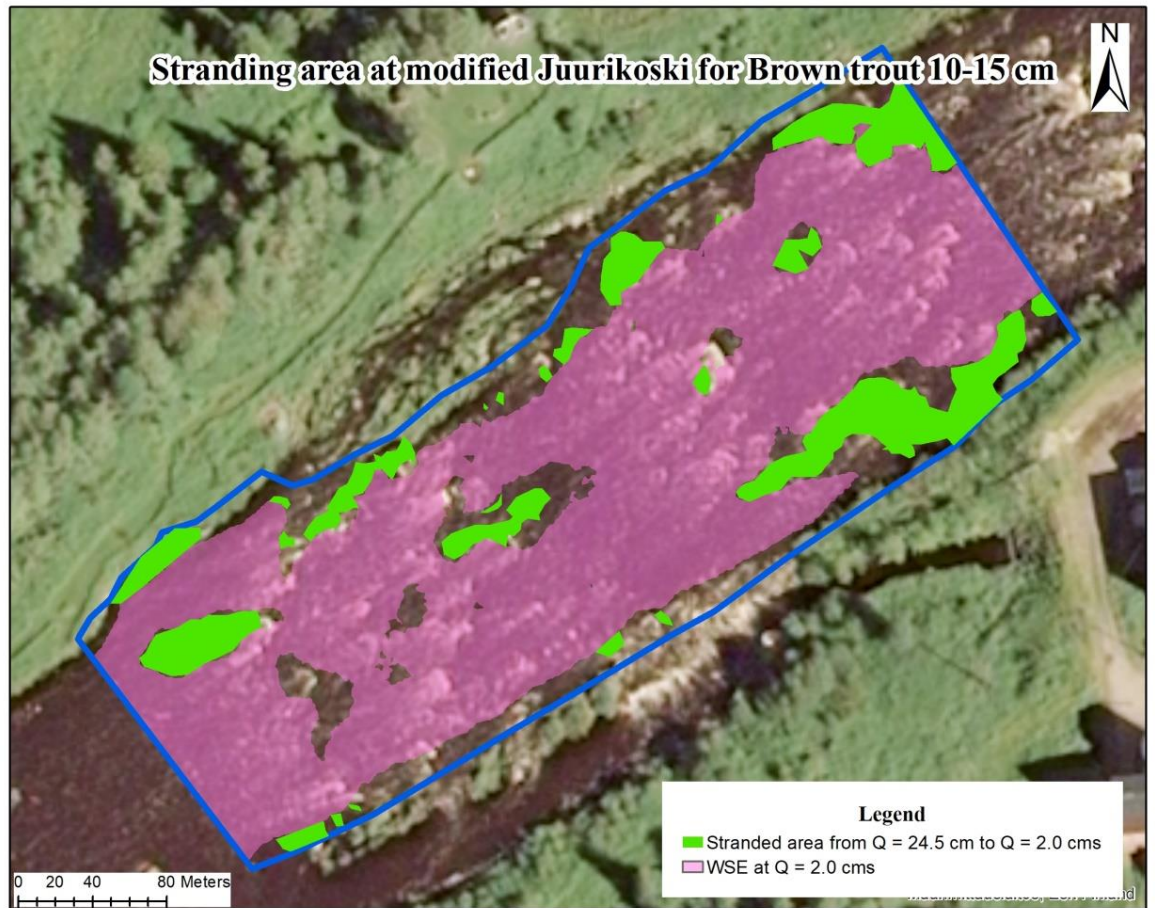 N
Stranding area at modified Juurikoski for Brown trout 10-15 cm
Legend
Stranded area from Q = 24.5 cm to Q = 2.0 cms
WSE at Q = 2.0 cms
0 20 40 80 Meters